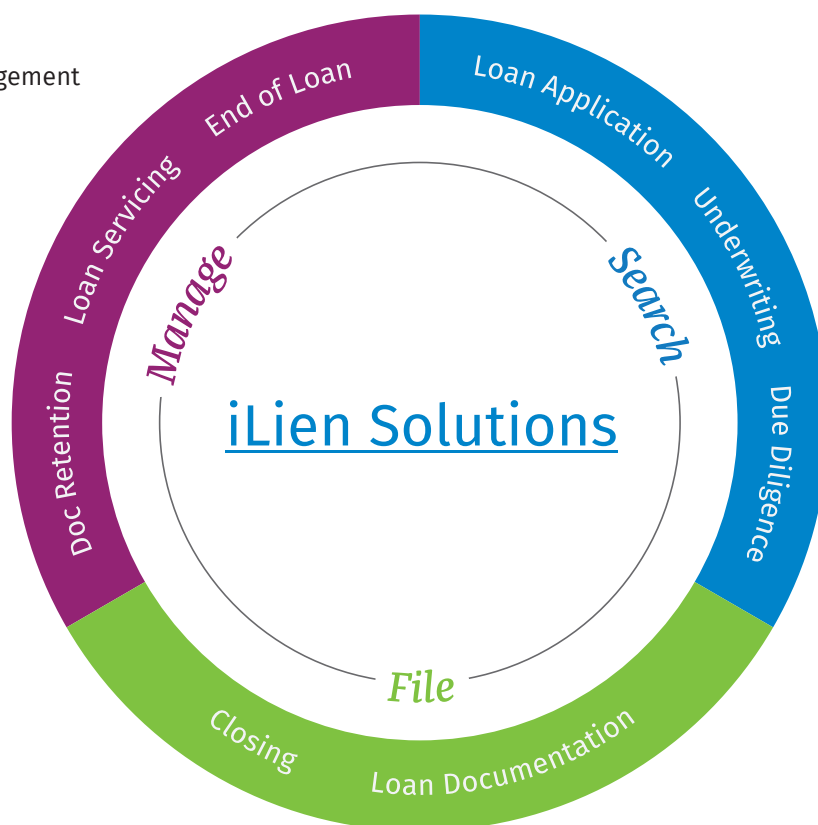 gement
Loan Application
Underwriting
Due Diligence
Loan Documentation
Closing
Doc Retention
Loan Servicing
End of Loan
Search
File
Manage
iLien Solutions